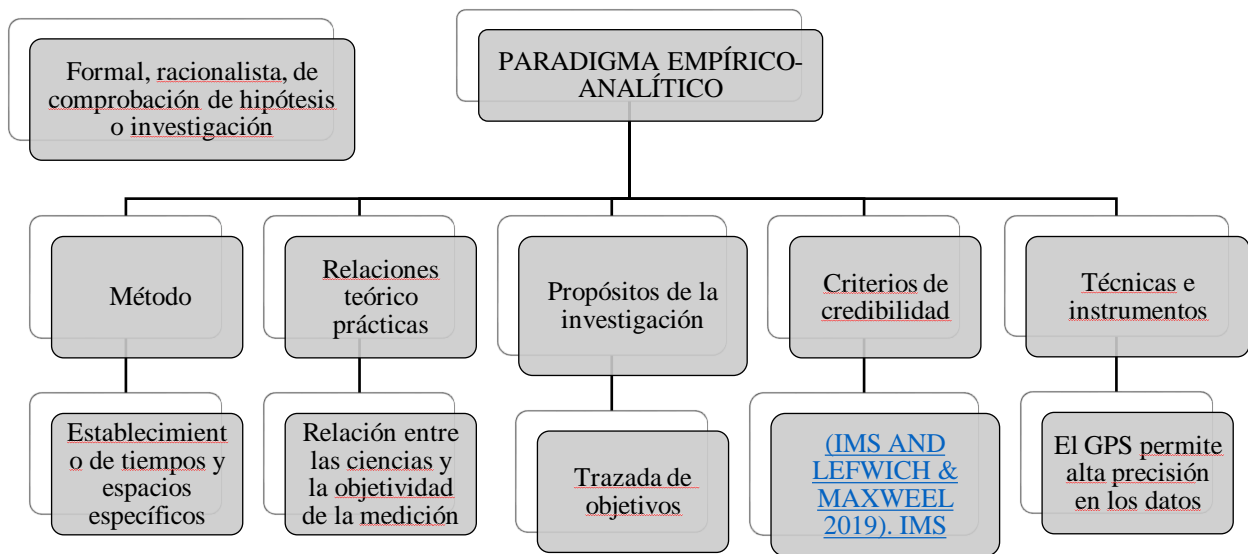 Formal, racionalista, de
comprobación de hipótesis
o investigación
PARADIGMA EMPÍRICO-
ANALÍTICO
Método
Relaciones
teórico
prácticas
Propósitos de la
investigación
Criterios de
credibilidad
Técnicas e
instrumentos
Establecimient
o de tiempos y
espacios
específicos
Relación entre
las ciencias y
la objetividad
de la medición
Trazada de
objetivos
(IMS AND
LEFWICH &
MAXWEEL
2019). IMS
El GPS permite
alta precisión
en los datos